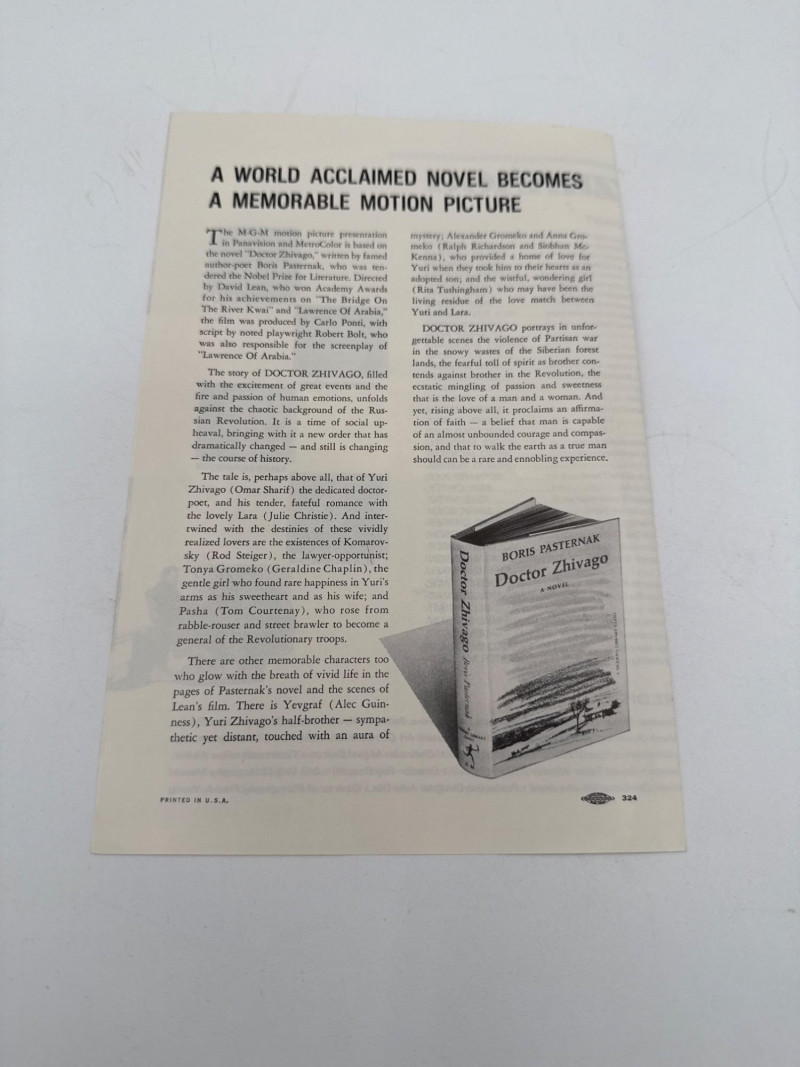 A WORLD ACCLAIMED NOVEL BECOMES
A MEMORABLE MOTION PICTURE
The M-G-M motion picture presentation
in Panavision and MetroColor is based on
the novel "Doctor Zhivago," written by famed
author-poet Boris Pasternak, who was ten-
dered the Nobel Prize for Literature. Directed
by David Lean, who won Academy Awards
for his achievements on "The Bridge On
The River Kwai" and "Lawrence Of Arabia,"
the film was produced by Carlo Ponti, with
script by noted playwright Robert Bolt, who
was also responsible for the screenplay of
"Lawrence Of Arabia."
The story of DOCTOR ZHIVAGO, filled
with the excitement of great events and the
fire and passion of human emotions, unfolds
against the chaotic background of the Rus-
sian Revolution. It is a time of social up-
heaval, bringing with it a new order that has
dramatically changed — and still is changing
— the course of history.
The tale is, perhaps above all, that of Yuri
Zhivago (Omar Sharif) the dedicated doctor-
poet, and his tender, fateful romance with
the lovely Lara (Julie Christie). And inter-
twined with the destinies of these vividly
realized lovers are the existences of Komarov-
sky (Rod Steiger), the lawyer-opportunist;
Tonya Gromeko (Geraldine Chaplin), the
gentle girl who found rare happiness in Yuri's
arms as his sweetheart and as his wife; and
Pasha (Tom Courtenay), who rose from
rabble-rouser and street brawler to become a
general of the Revolutionary troops.
There are other memorable characters too
who glow with the breath of vivid life in the
pages of Pasternak's novel and the scenes of
Lean's film. There is Yevgraf (Alec Guin-
ness), Yuri Zhivago's half-brother — sympa-
thetic yet distant, touched with an aura of
mystery; Alexander Gromeko and Anna Gro-
meko (Ralph Richardson and Siobhan Mc-
Kenna), who provided a home of love for
Yuri when they took him to their hearts as an
adopted son; and the wistful, wondering girl
(Rita Tushingham) who may have been the
living residue of the love match between
Yuri and Lara.
DOCTOR ZHIVAGO portrays in unfor-
gettable scenes the violence of Partisan war
in the snowy wastes of the Siberian forest
lands, the fearful toll of spirit as brother con-
tends against brother in the Revolution, the
ecstatic mingling of passion and sweetness
that is the love of a man and a woman. And
yet, rising above all, it proclaims an affirma-
tion of faith — a belief that man is capable
of an almost unbounded courage and compas-
sion, and that to walk the earth as a true man
should can be a rare and ennobling experience.
BORIS PASTERNAK
Doctor Zhivago
A NOVEL
Doctor Zhivago Boris Pasternak
PRINTED IN U.S.A.
324